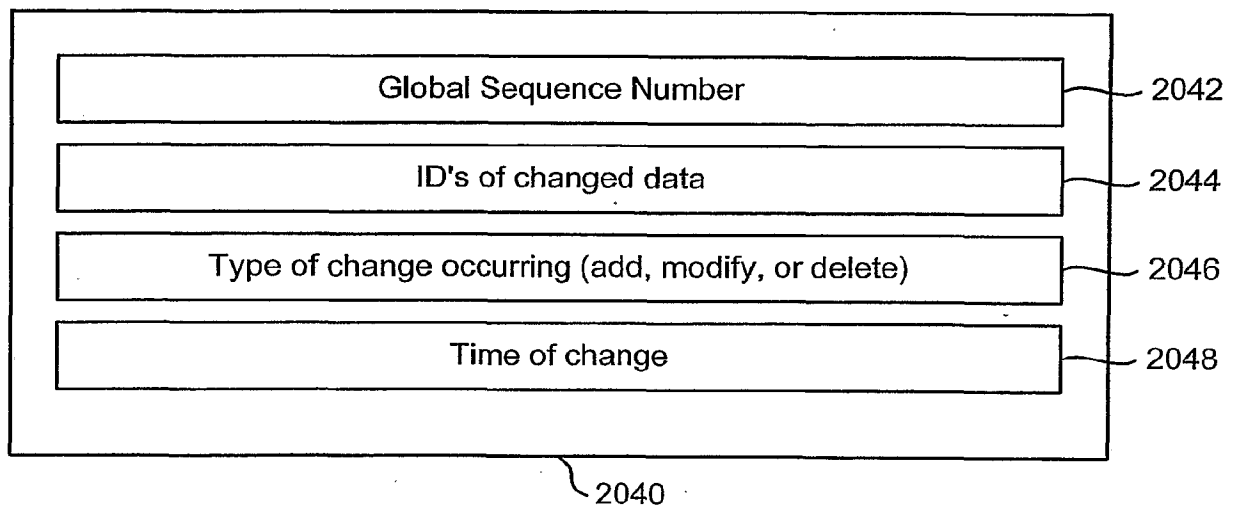 Global Sequence Number
2042
ID's of changed data
2044
Type of change occurring (add, modify, or delete)
2046
Time of change
2048
2040